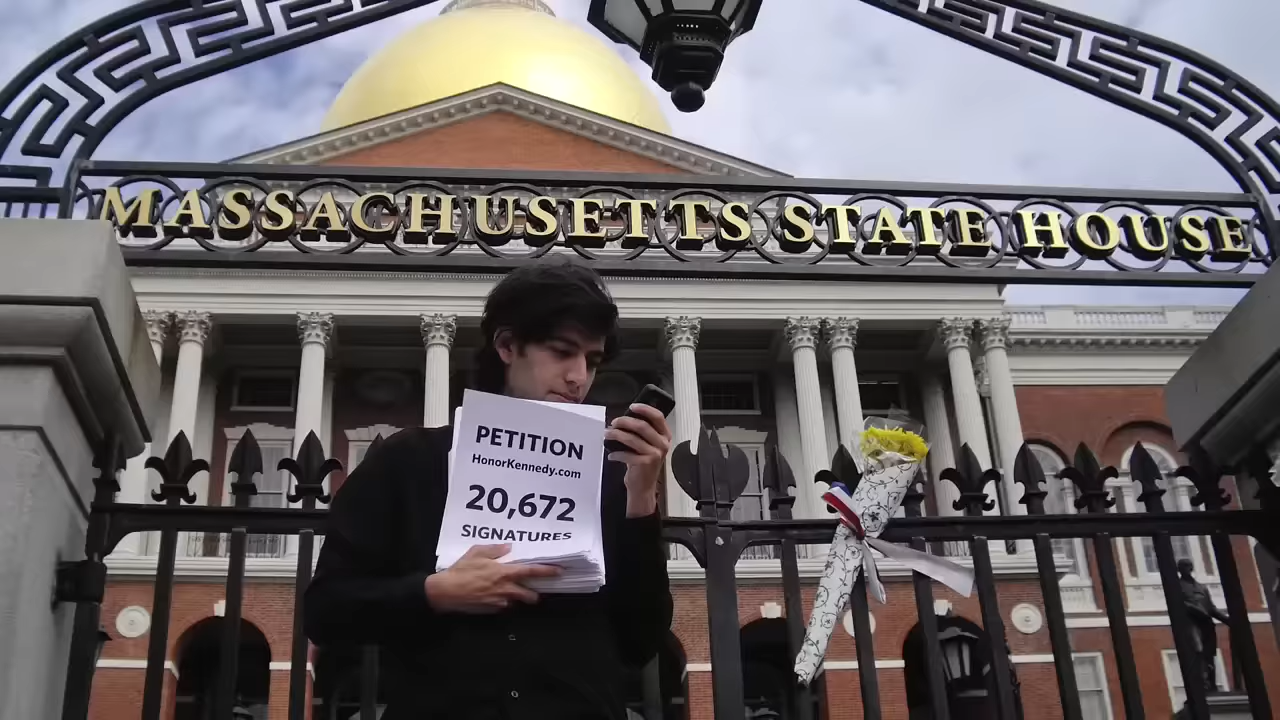 MASSACHUSETTS STATE HOUSE
PETITION
HonorKennedy.com
20,672
SIGNATURES